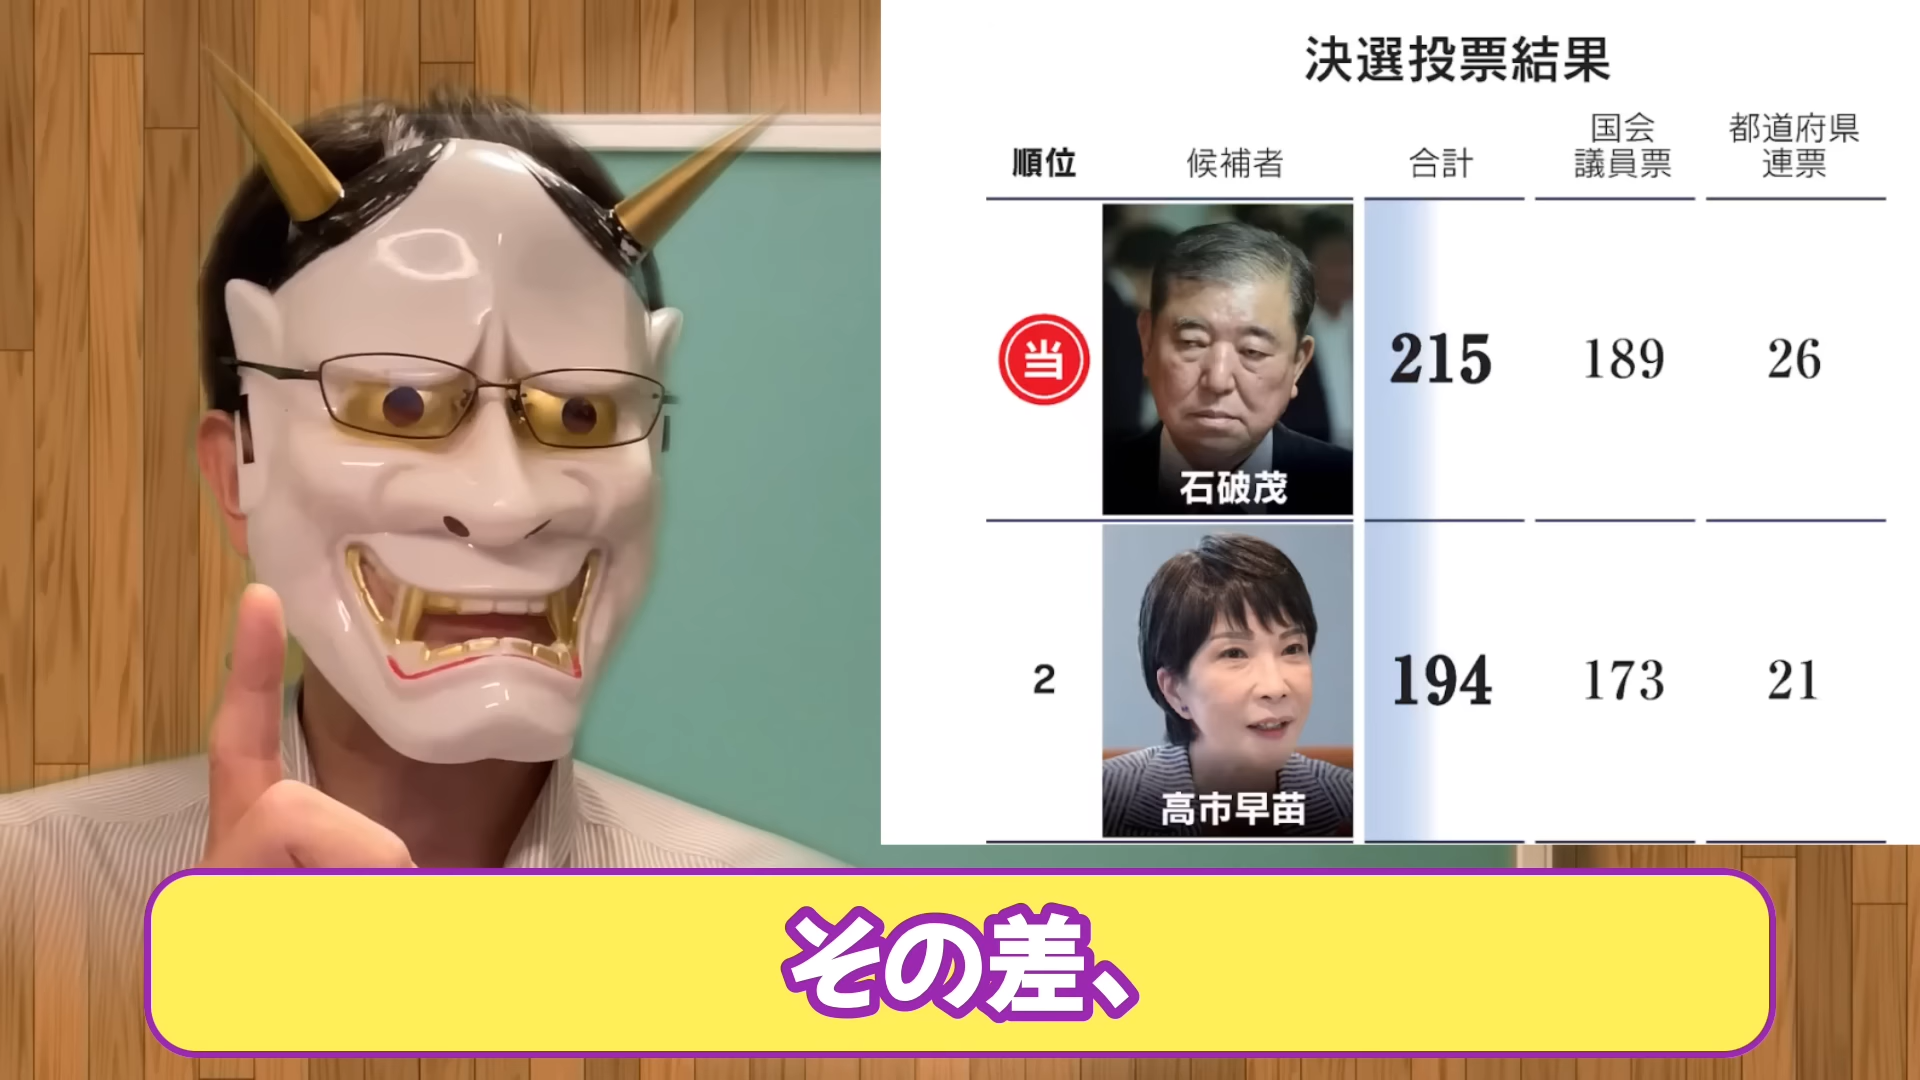 決選投票結果
順位 候補者 合計 国会議員票 都道府県連票
当 石破茂 215 189 26
2 高市早苗 194 173 21
その差、